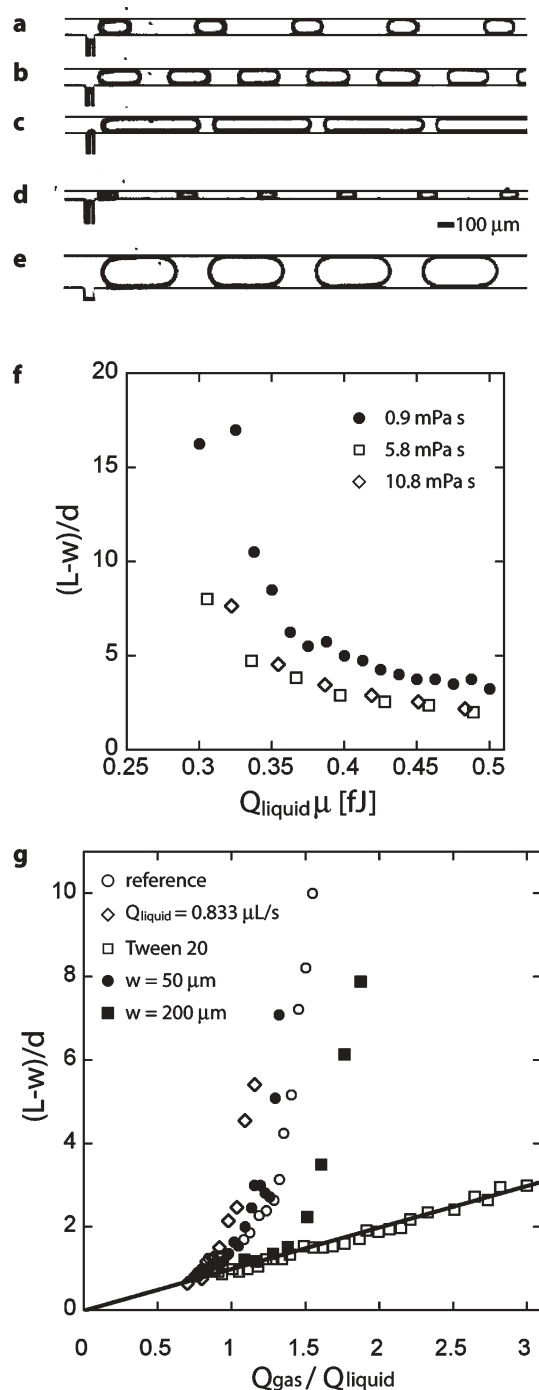 a
b
c
d
100 μm
e
f
20
15
10
5
0
(L-w)/d
0.9 mPa s
5.8 mPa s
10.8 mPa s
0.25 0.3 0.35 0.4 0.45 0.5
Qliquid μ [fJ]
g
10
8
6
4
2
0
(L-w)/d
reference
Qliquid = 0.833 μL/s
Tween 20
w = 50 μm
w = 200 μm
0 0.5 1 1.5 2 2.5 3
Qgas / Qliquid